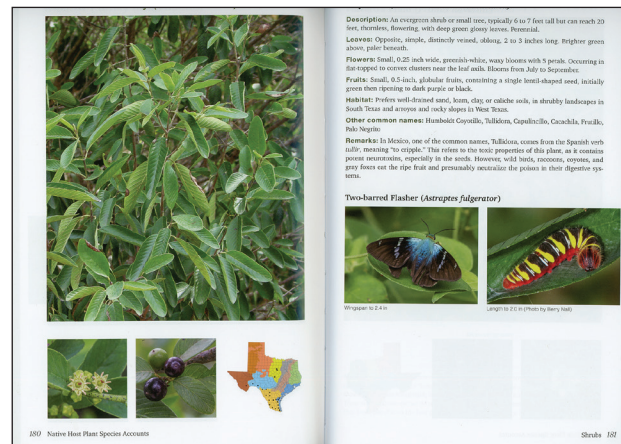 Description: An evergreen shrub or small tree, typically 6 to 7 feet tall but can reach 20
feet, thornless, flowering, with deep green glossy leaves. Perennial.
Leaves: Opposite, simple, distinctly veined, oblong, 2 to 3 inches long. Brighter green
above, paler beneath.
Flowers: Small, 0.25 inch wide, greenish-white, waxy blooms with 5 petals. Occurring in
flat-topped to convex clusters near the leaf axils. Blooms from July to September.
Fruits: Small, 0.5-inch, globular fruits, containing a single lentil-shaped seed, initially
green then ripening to dark purple or black.
Habitat: Prefers well-drained sand, loam, clay, or caliche soils, in shrubby landscapes in
South Texas and arroyos and rocky slopes in West Texas.
Other common names: Humboldt Coyotillo, Tullidora, Capulincillo, Cacachila, Frutillo,
Palo Negrito
Remarks: In Mexico, one of the common names, Tullidora, comes from the Spanish verb
tullir, meaning "to cripple." This refers to the toxic properties of this plant, as it contains
potent neurotoxins, especially in the seeds. However, wild birds, raccoons, coyotes, and
gray foxes eat the ripe fruit and presumably neutralize the poison in their digestive sys-
tems.
Two-barred Flasher (Astraptes fulgerator)
Wingspan to 2.4 in
Length to 2.0 in (Photo by Berry Nall)
180 Native Host Plant Species Accounts
Shrubs 181